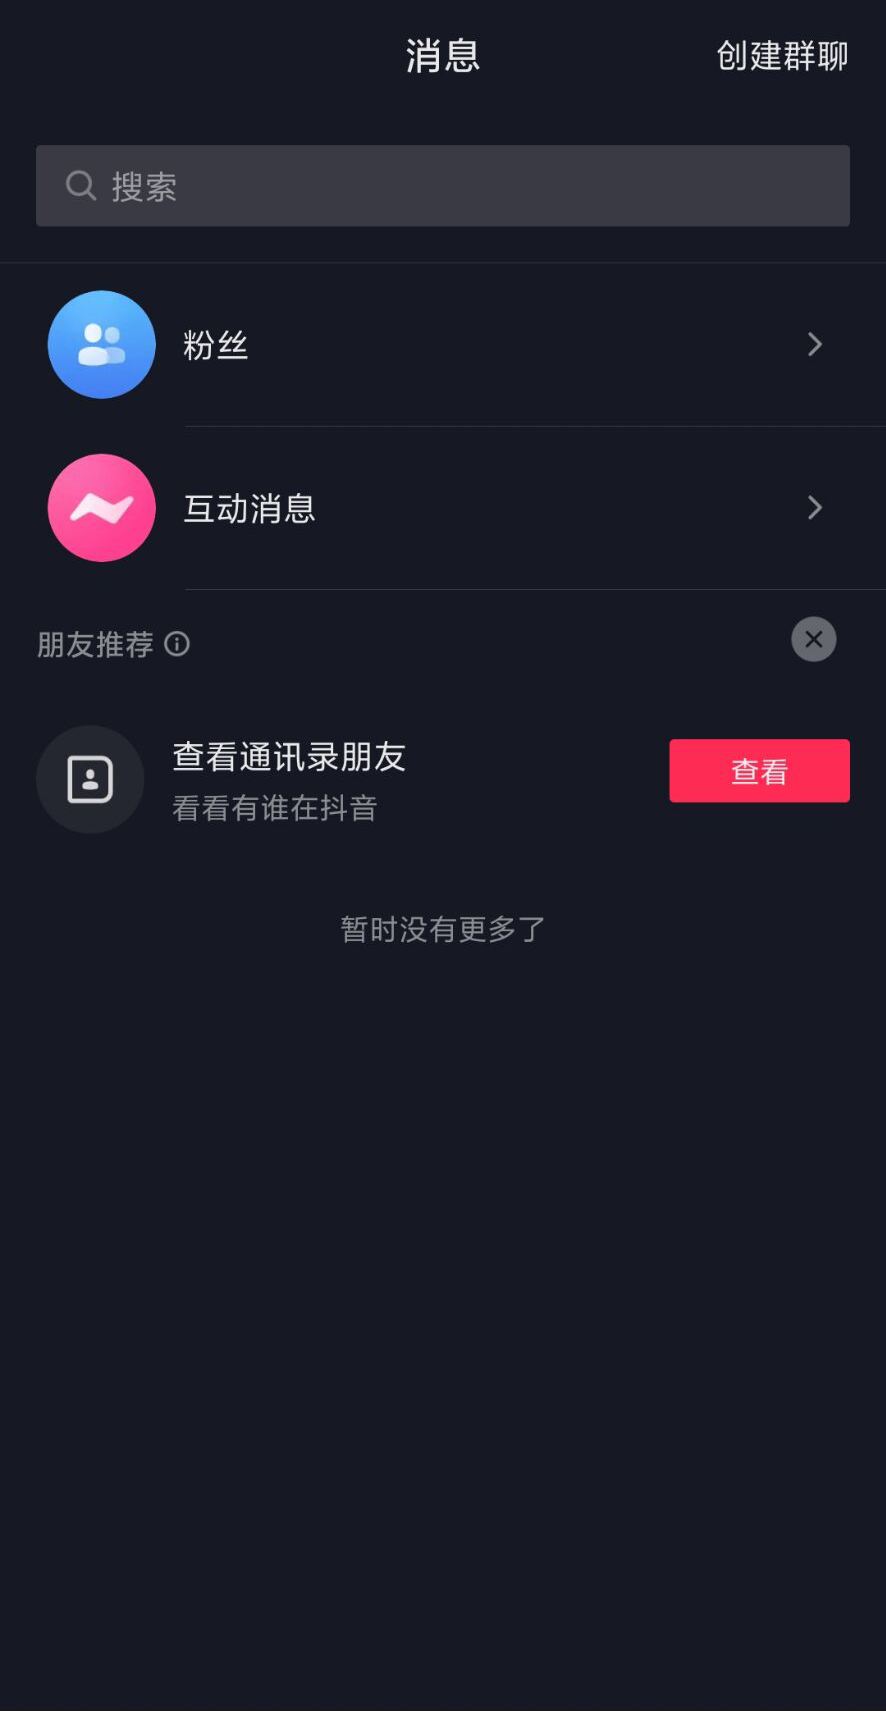 消息
创建群聊
搜索
粉丝
互动消息
朋友推荐
查看通讯录朋友
看看有谁在抖音
查看
暂时没有更多了